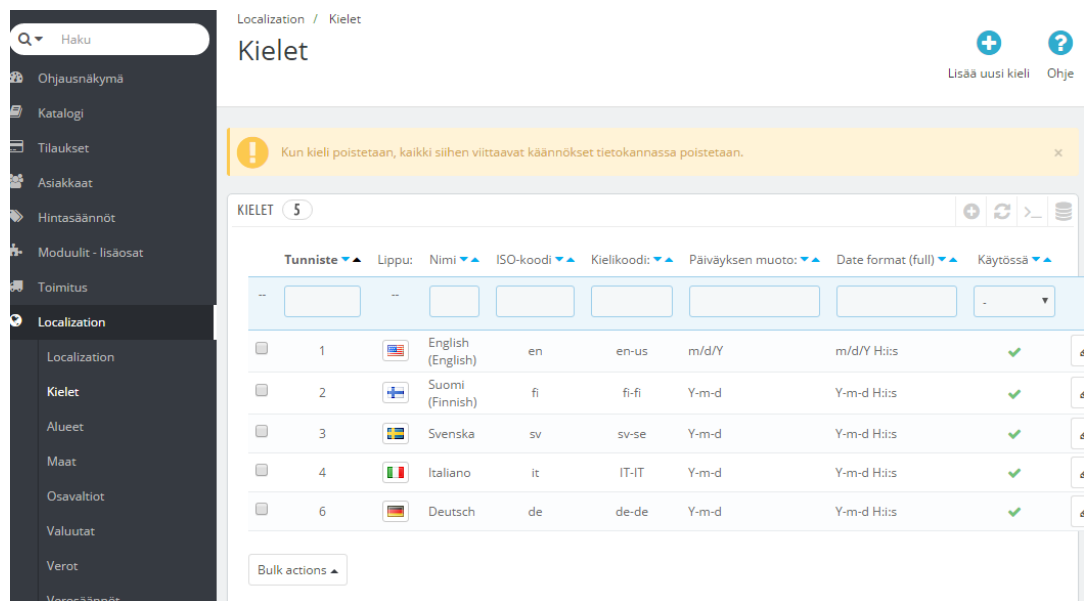 Localization / Kielet
Haku
Kielet
Lisää uusi kieli
Ohje
Ohjausnäkymä
Katalogi
Tilaukset
Asiakkaat
Hintasäännöt
Moduulit - lisäosat
Toimitus
Localization
Localization
Kielet
Alueet
Maat
Osavaltiot
Valuutat
Verot
Verosäännöt
Kun kieli poistetaan, kaikki siihen viittaavat käännökset tietokannassa poistetaan. ×
KIELET 5
Tunniste Lippu: Nimi ISO-koodi Kielikoodi: Päiväyksen muoto: Date format (full) Käytössä
-- -- -
1 English (English) en en-us m/d/Y m/d/Y H:i:s
2 Suomi (Finnish) fi fi-fi Y-m-d Y-m-d H:i:s
3 Svenska sv sv-se Y-m-d Y-m-d H:i:s
4 Italiano it IT-IT Y-m-d Y-m-d H:i:s
6 Deutsch de de-de Y-m-d Y-m-d H:i:s
Bulk actions